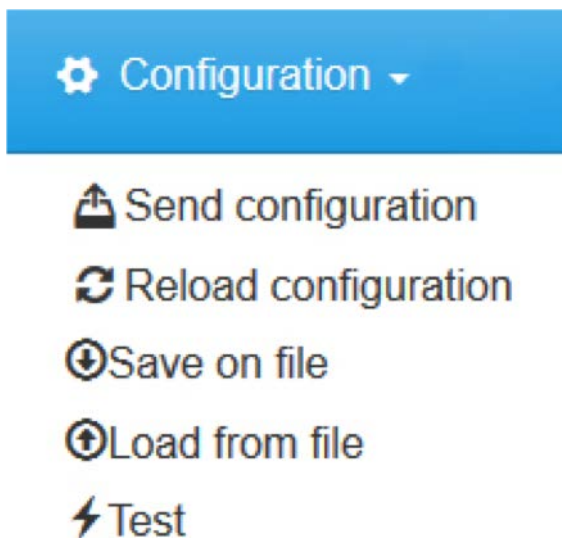 Configuration
Send configuration
Reload configuration
Save on file
Load from file
Test